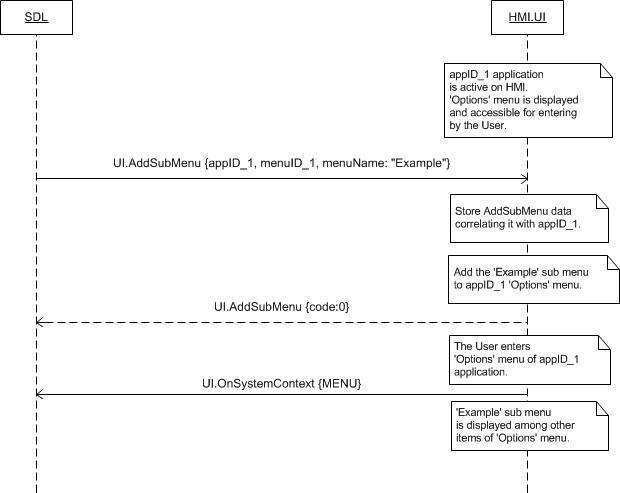 SDL
HMI.UI
appID_1 application
is active on HMI.
'Options' menu is displayed
and accessible for entering
by the User.
UI.AddSubMenu {appID_1, menuID_1, menuName: "Example"}
Store AddSubMenu data
correlating it with appID_1.
Add the 'Example' sub menu
to appID_1 'Options' menu.
UI.AddSubMenu {code:0}
The User enters
'Options' menu of appID_1
application.
UI.OnSystemContext {MENU}
'Example' sub menu
is displayed among other
items of 'Options' menu.